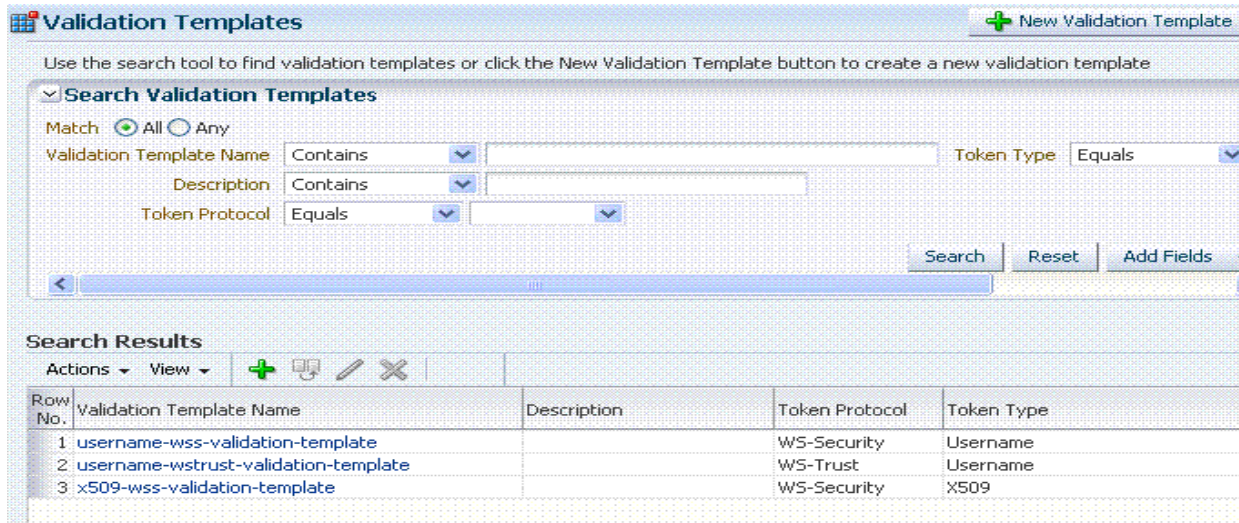 Validation Templates
New Validation Template
Use the search tool to find validation templates or click the New Validation Template button to create a new validation template
Search Validation Templates
Match All Any
Validation Template Name Contains Token Type Equals
Description Contains
Token Protocol Equals
Search Reset Add Fields
Search Results
Actions View
Row No. Validation Template Name Description Token Protocol Token Type
1 username-wss-validation-template WS-Security Username
2 username-wstrust-validation-template WS-Trust Username
3 x509-wss-validation-template WS-Security X509